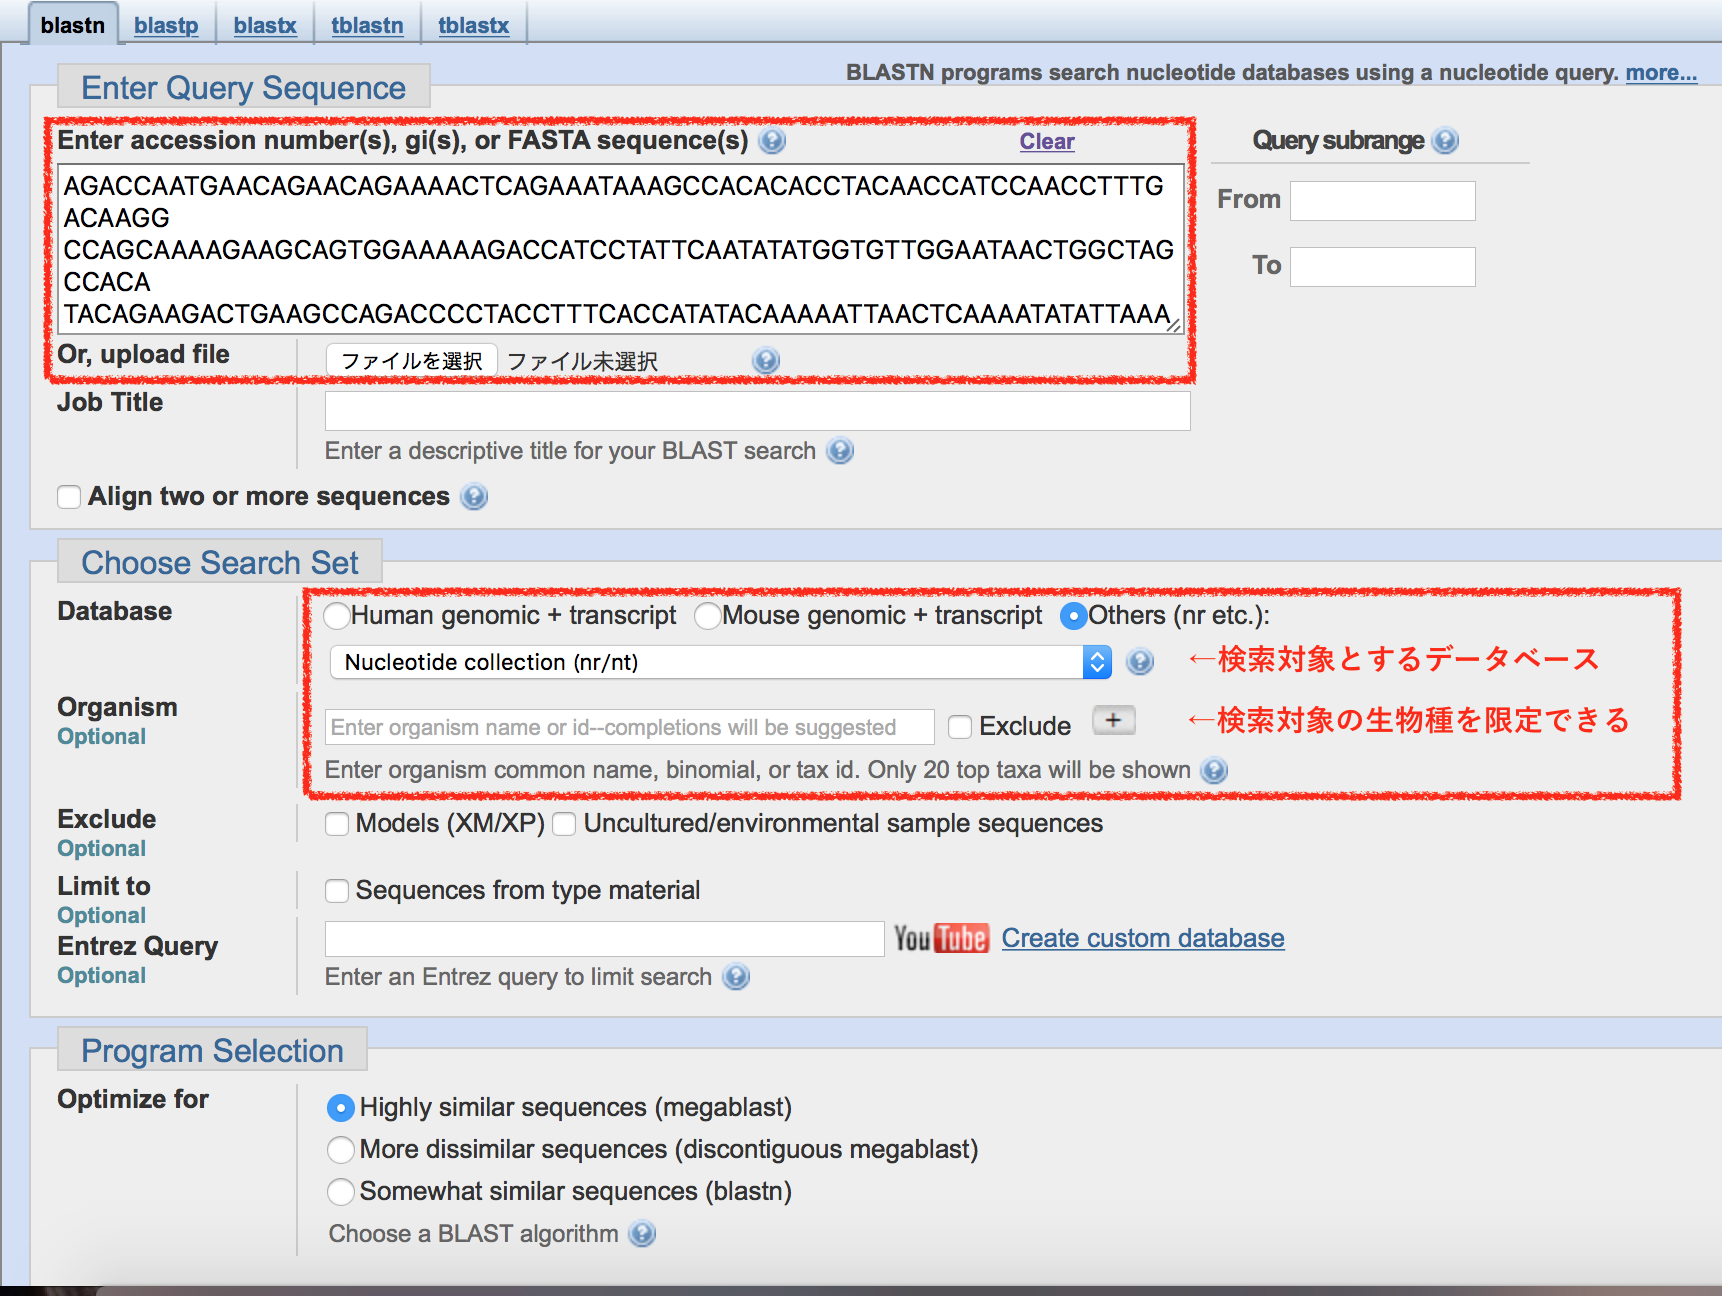 blastn blastp blastx tblastn tblastx
BLASTN programs search nucleotide databases using a nucleotide query. more...
Enter Query Sequence
Enter accession number(s), gi(s), or FASTA sequence(s) Clear
Query subrange
AGACCAATGAACAGAACAGAAAACTCAGAAATAAAGCCACACACCTACAACCATCCAACCTTTG
ACAAGG
CCAGCAAAAGAAGCAGTGGAAAAAGACCATCCTATTCAATATATGGTGTTGGAATAACTGGCTAG
CCACA
TACAGAAGACTGAAGCCAGACCCCTACCTTTCACCATATACAAAAATTAACTCAAAATATATTAAA
From
To
Or, upload file ファイルを選択 ファイル未選択
Job Title
Enter a descriptive title for your BLAST search
Align two or more sequences
Choose Search Set
Database Human genomic + transcript Mouse genomic + transcript Others (nr etc.):
Nucleotide collection (nr/nt) ←検索対象とするデータベース
Organism
Optional
Enter organism name or id--completions will be suggested Exclude + ←検索対象の生物種を限定できる
Enter organism common name, binomial, or tax id. Only 20 top taxa will be shown
Exclude Models (XM/XP) Uncultured/environmental sample sequences
Optional
Limit to Sequences from type material
Optional
Entrez Query YouTube Create custom database
Optional Enter an Entrez query to limit search
Program Selection
Optimize for Highly similar sequences (megablast)
More dissimilar sequences (discontiguous megablast)
Somewhat similar sequences (blastn)
Choose a BLAST algorithm